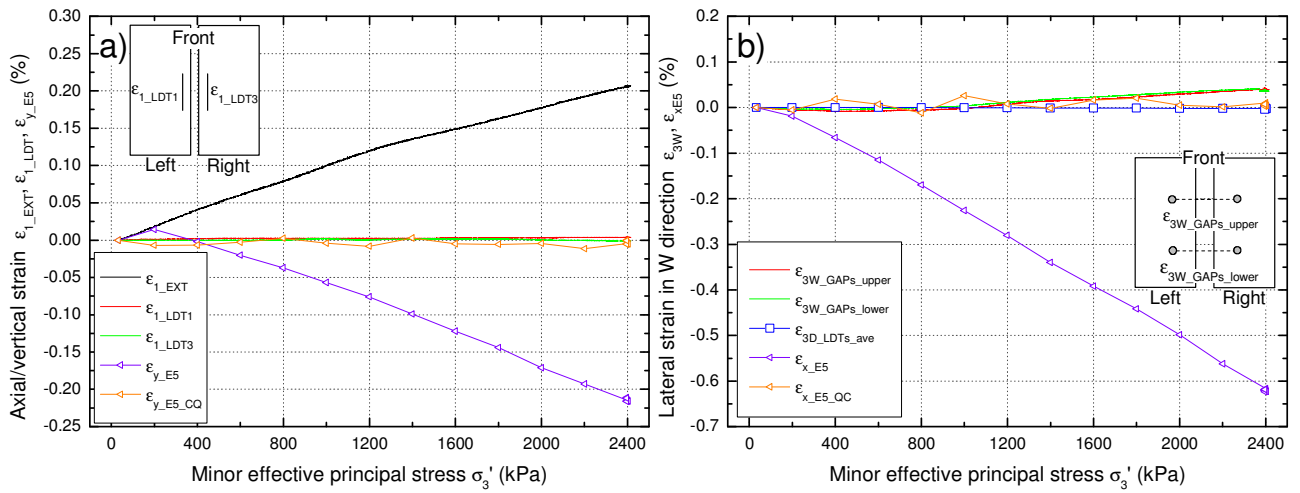 a)
Front
ε1_LDT1
ε1_LDT3
Left
Right
0.30
0.25
0.20
0.15
0.10
0.05
0.00
-0.05
-0.10
-0.15
-0.20
-0.25
Axial/vertical strain ε1_EXT, ε1_LDT, εy_E5 (%)
ε1_EXT
ε1_LDT1
ε1_LDT3
εy_E5
εy_E5_CQ
0 400 800 1200 1600 2000 2400
Minor effective principal stress σ3' (kPa)
b)
0.2
0.1
0.0
-0.1
-0.2
-0.3
-0.4
-0.5
-0.6
-0.7
Lateral strain in W direction ε3W, εxE5 (%)
Front
ε3W_GAPs_upper
ε3W_GAPs_lower
Left
Right
ε3W_GAPs_upper
ε3W_GAPs_lower
ε3D_LDTs_ave
εx_E5
εx_E5_QC
0 400 800 1200 1600 2000 2400
Minor effective principal stress σ3' (kPa)